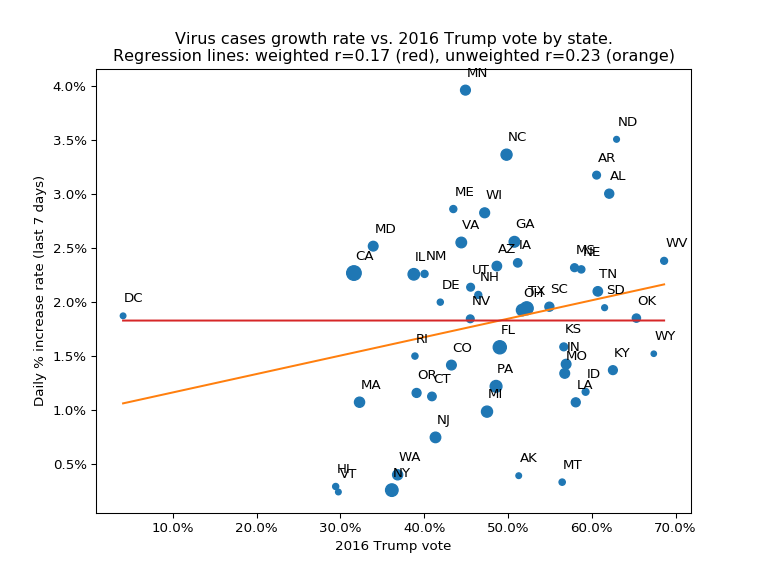 Virus cases growth rate vs. 2016 Trump vote by state.
Regression lines: weighted r=0.17 (red), unweighted r=0.23 (orange)
Daily % increase rate (last 7 days)
4.0%
3.5%
3.0%
2.5%
2.0%
1.5%
1.0%
0.5%
MN
ND
NC
AR
AL
ME
WI
MD
VA
GA
WV
CA
IL
NM
AZ
IA
MS
NE
UT
NH
TN
DE
DC
NV
OH
TX
SC
SD
OK
RI
CO
FL
KS
IN
MO
KY
WY
MA
OR
CT
PA
MI
ID
LA
NJ
HI
VT
WA
NY
AK
MT
10.0%
20.0%
30.0%
40.0%
50.0%
60.0%
70.0%
2016 Trump vote